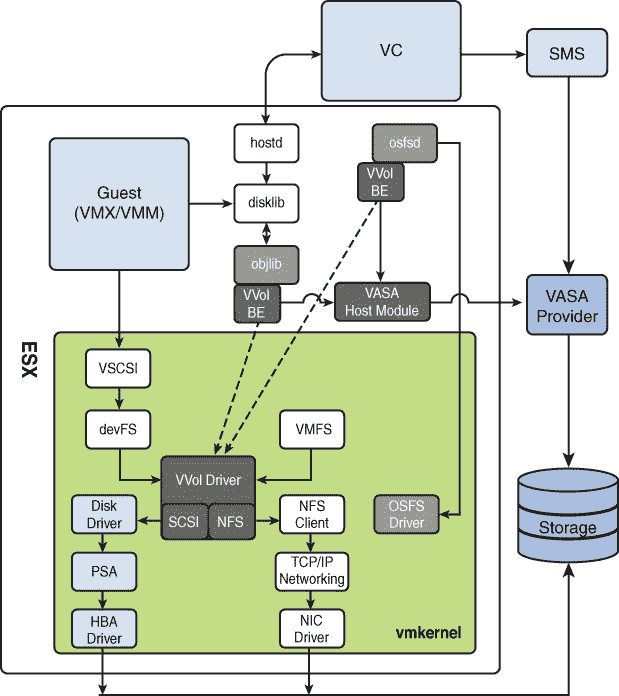 VC
SMS
hostd
osfsd
VVol
BE
Guest
(VMX/VMM)
disklib
objlib
VVol
BE
VASA
Host Module
VASA
Provider
ESX
VSCSI
devFS
VMFS
VVol Driver
SCSI
NFS
Disk
Driver
NFS
Client
OSFS
Driver
Storage
PSA
TCP/IP
Networking
HBA
Driver
NIC
Driver
vmkernel